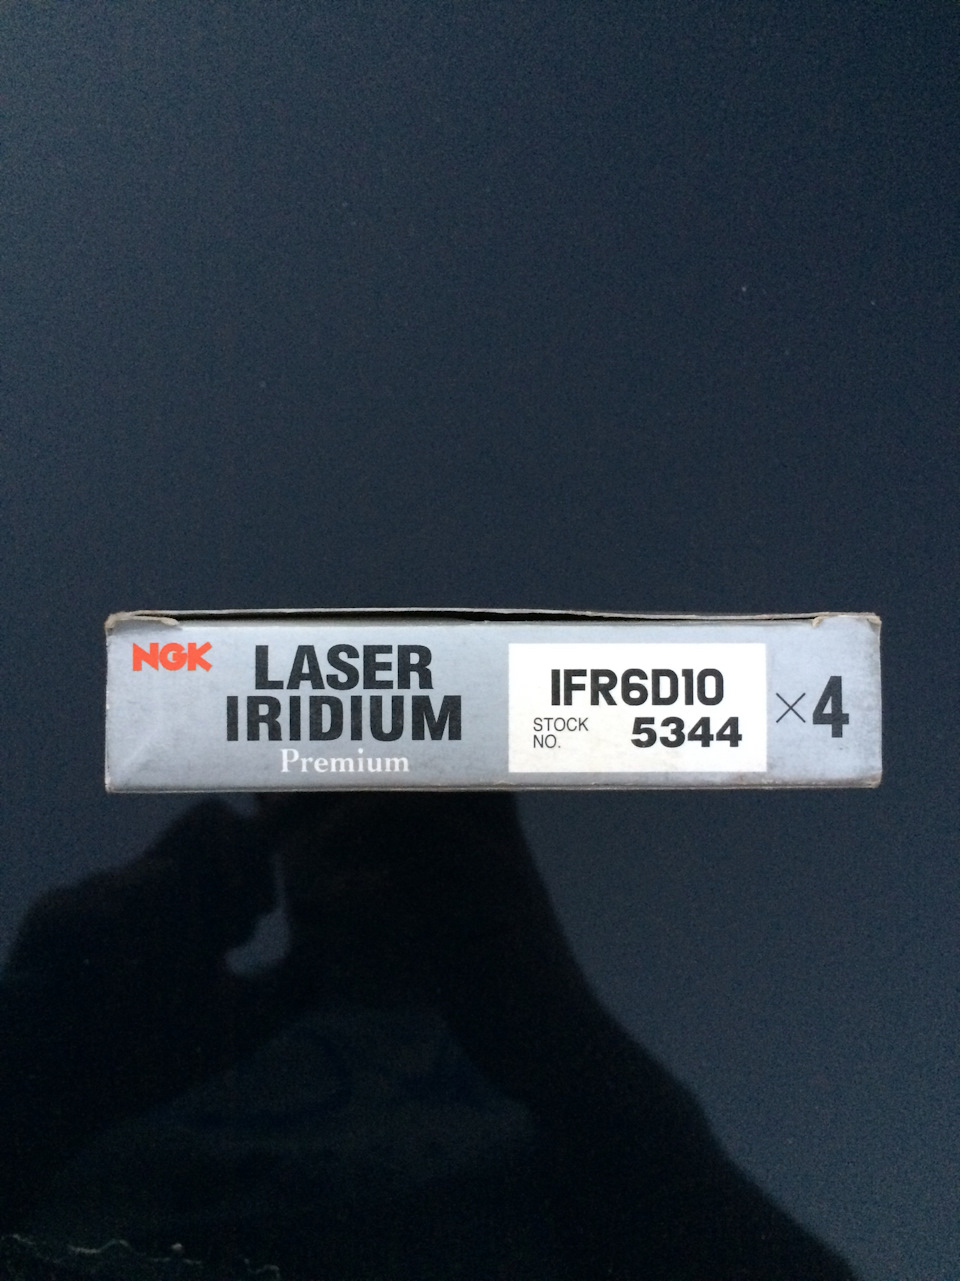 NGK
LASER
IRIDIUM
Premium
IFR6D10
STOCK
NO. 5344
×4